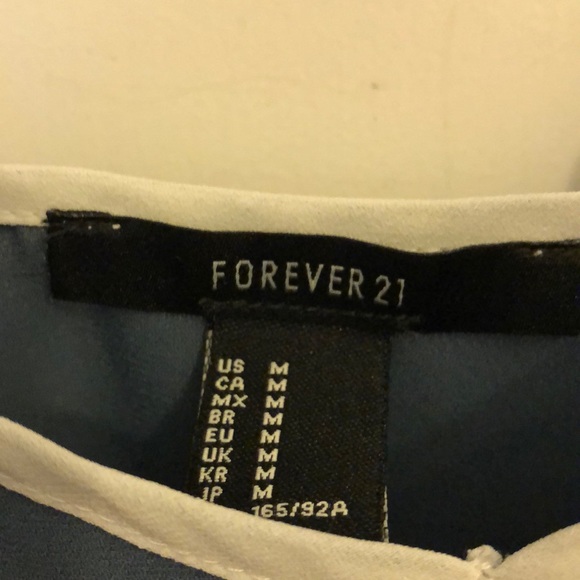 FOREVER 21
US M
CA M
MX M
BR M
EU M
UK M
KR M
JP M
165/92A